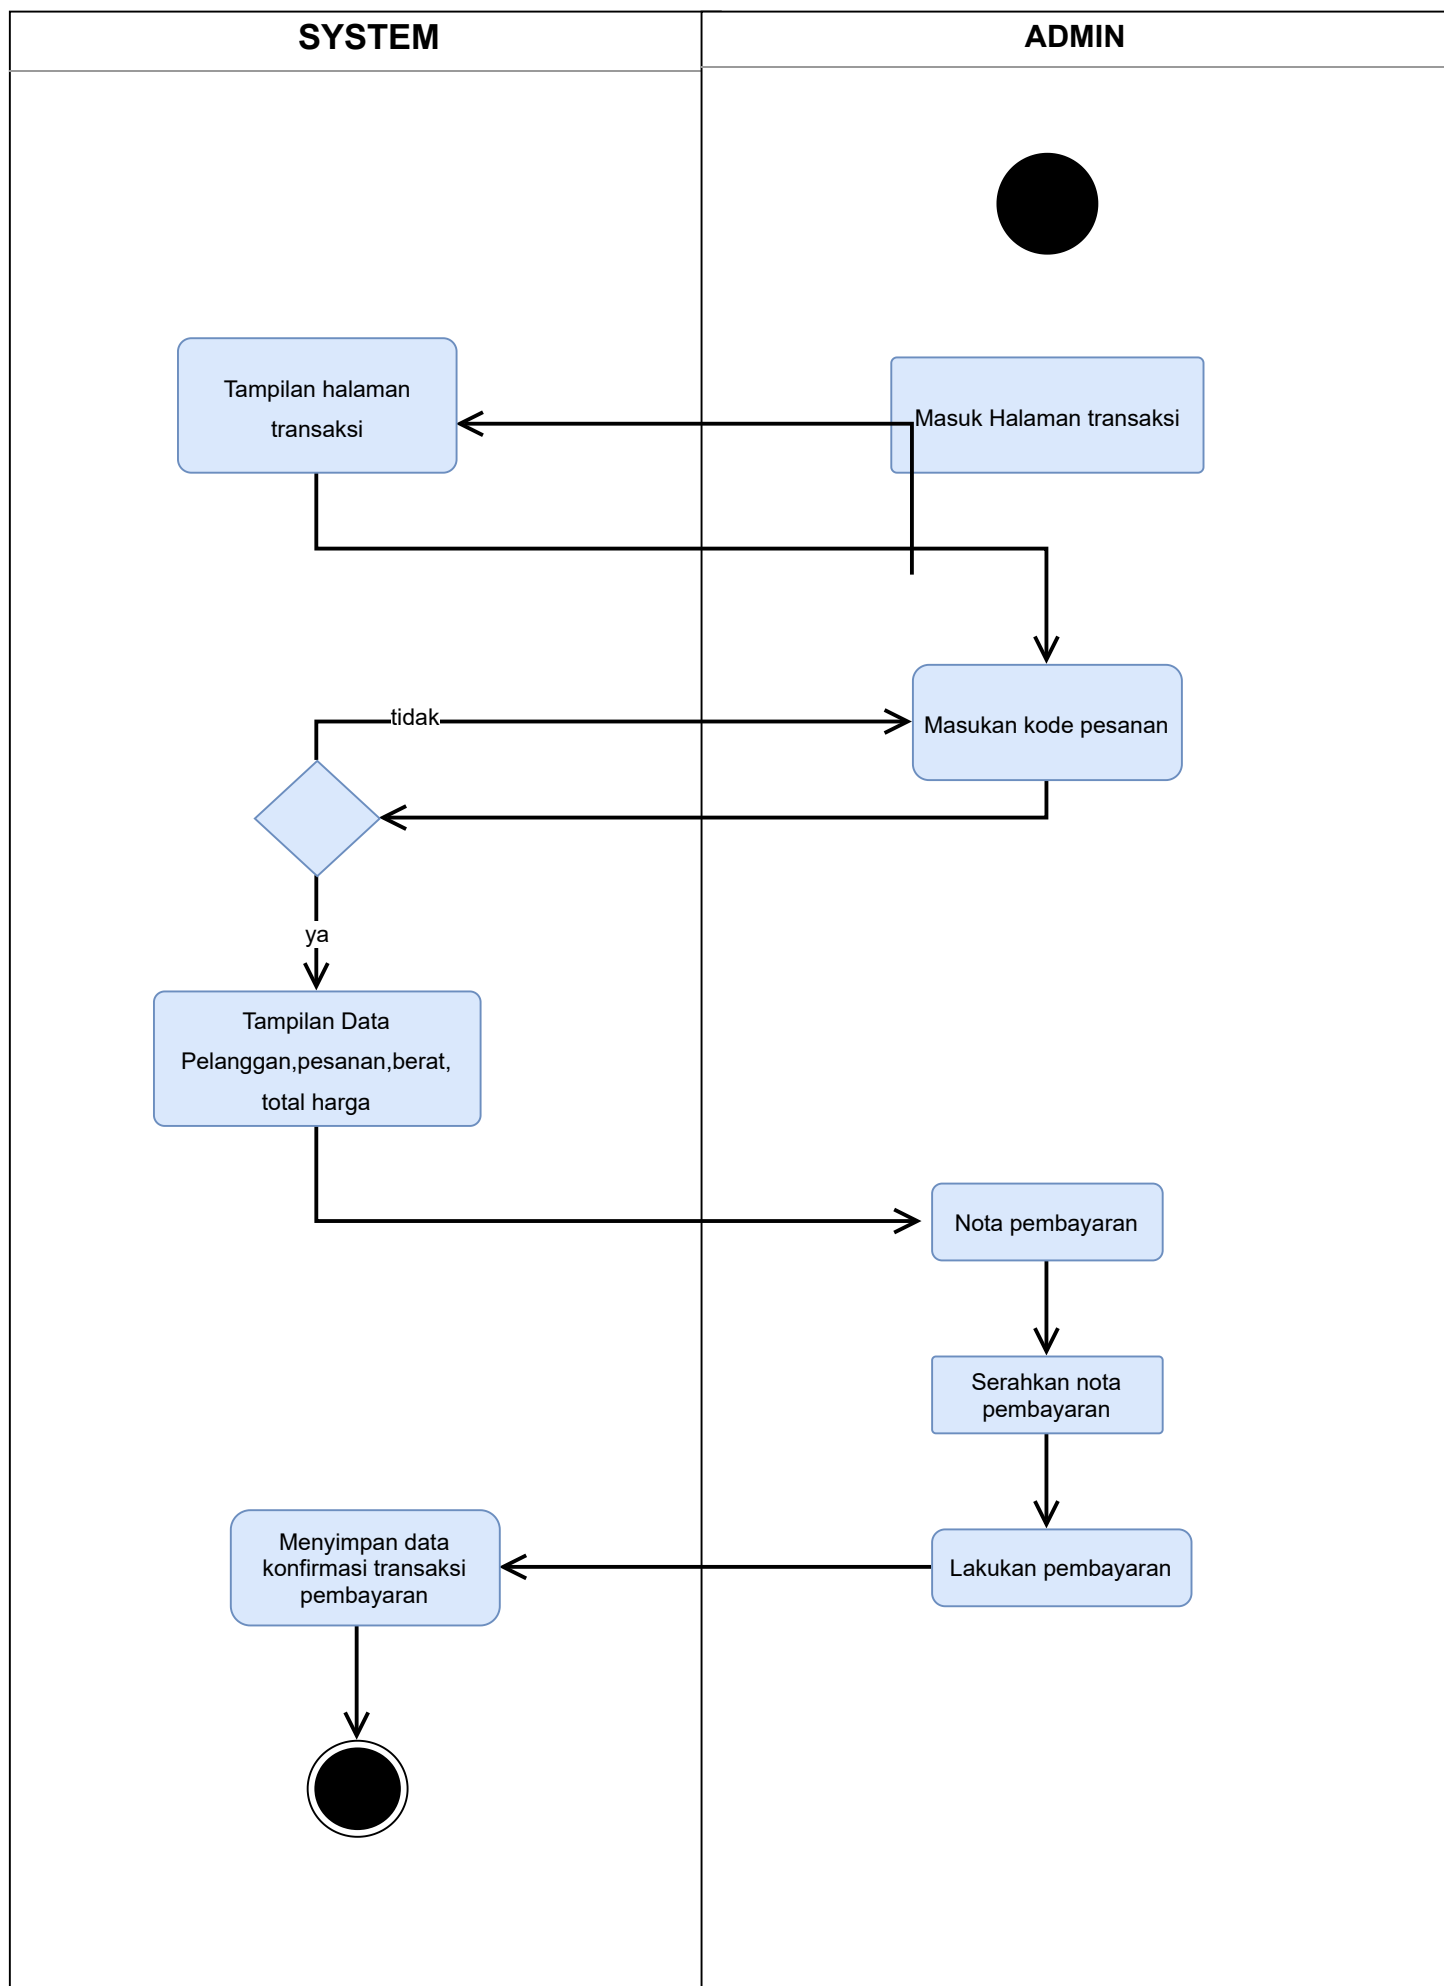 SYSTEM
ADMIN
Tampilan halaman
transaksi
Masuk Halaman transaksi
Masukan kode pesanan
tidak
ya
Tampilan Data
Pelanggan,pesanan,berat,
total harga
Nota pembayaran
Serahkan nota
pembayaran
Lakukan pembayaran
Menyimpan data
konfirmasi transaksi
pembayaran